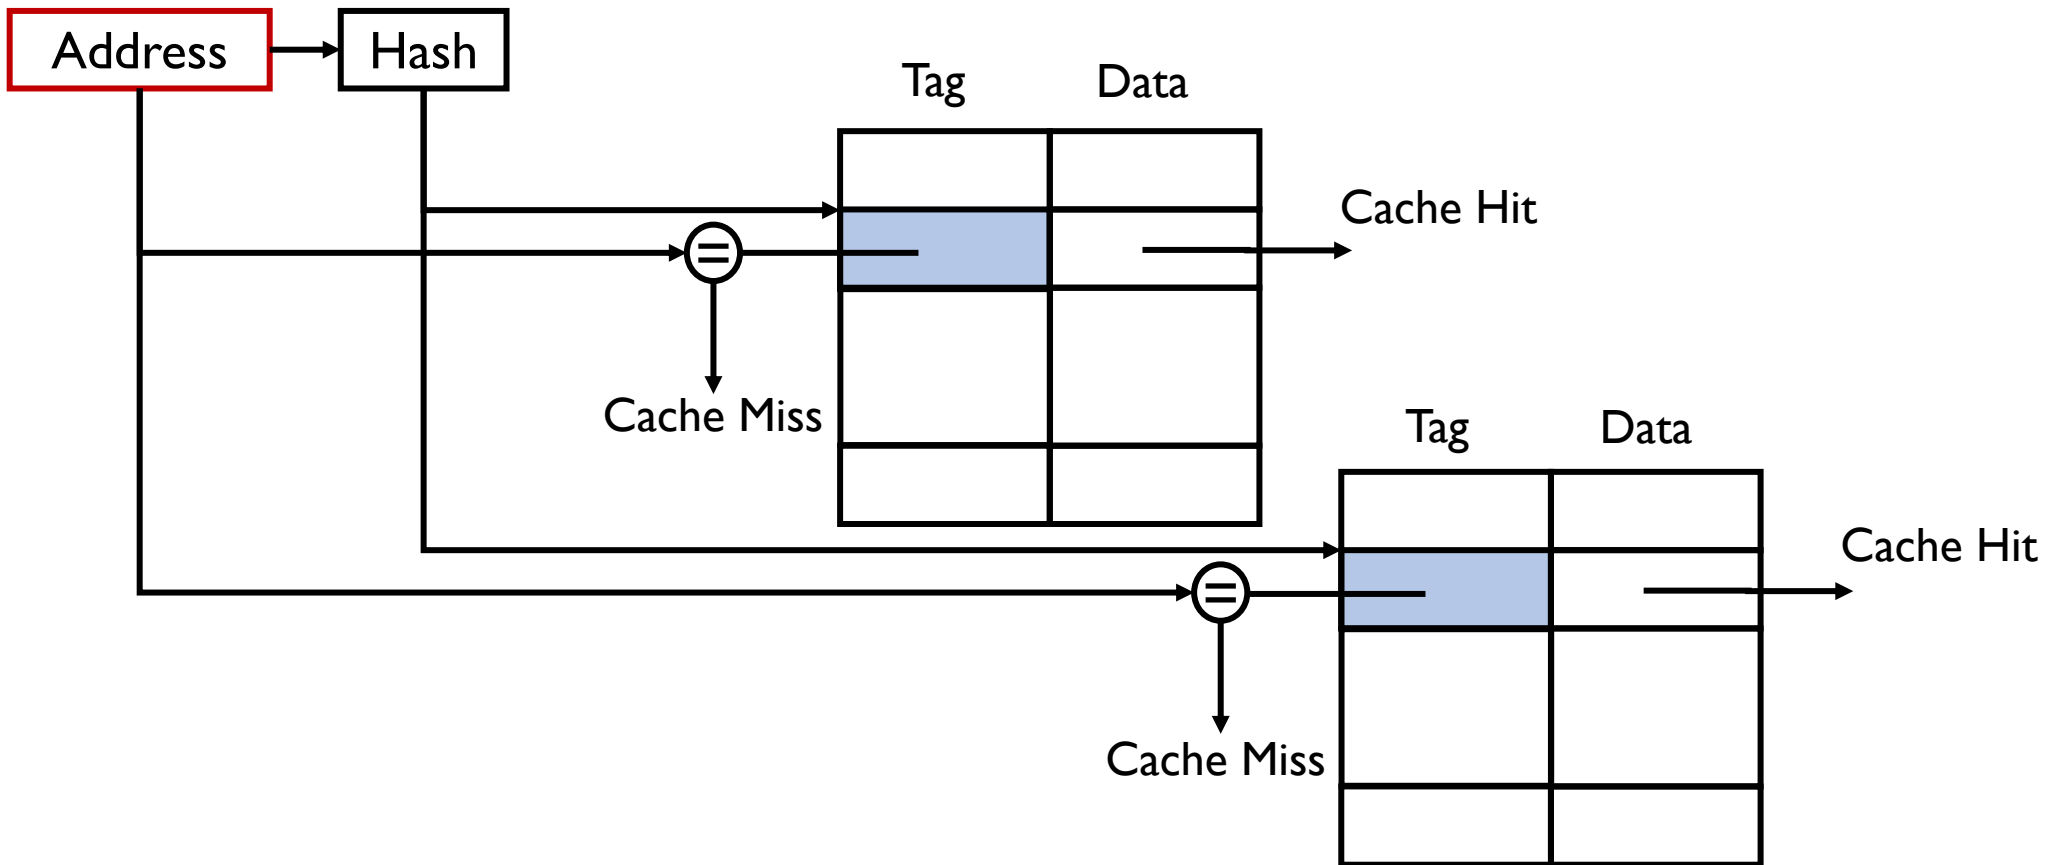 Address
Hash
Tag
Data
Cache Hit
=
Cache Miss
Tag
Data
Cache Hit
=
Cache Miss